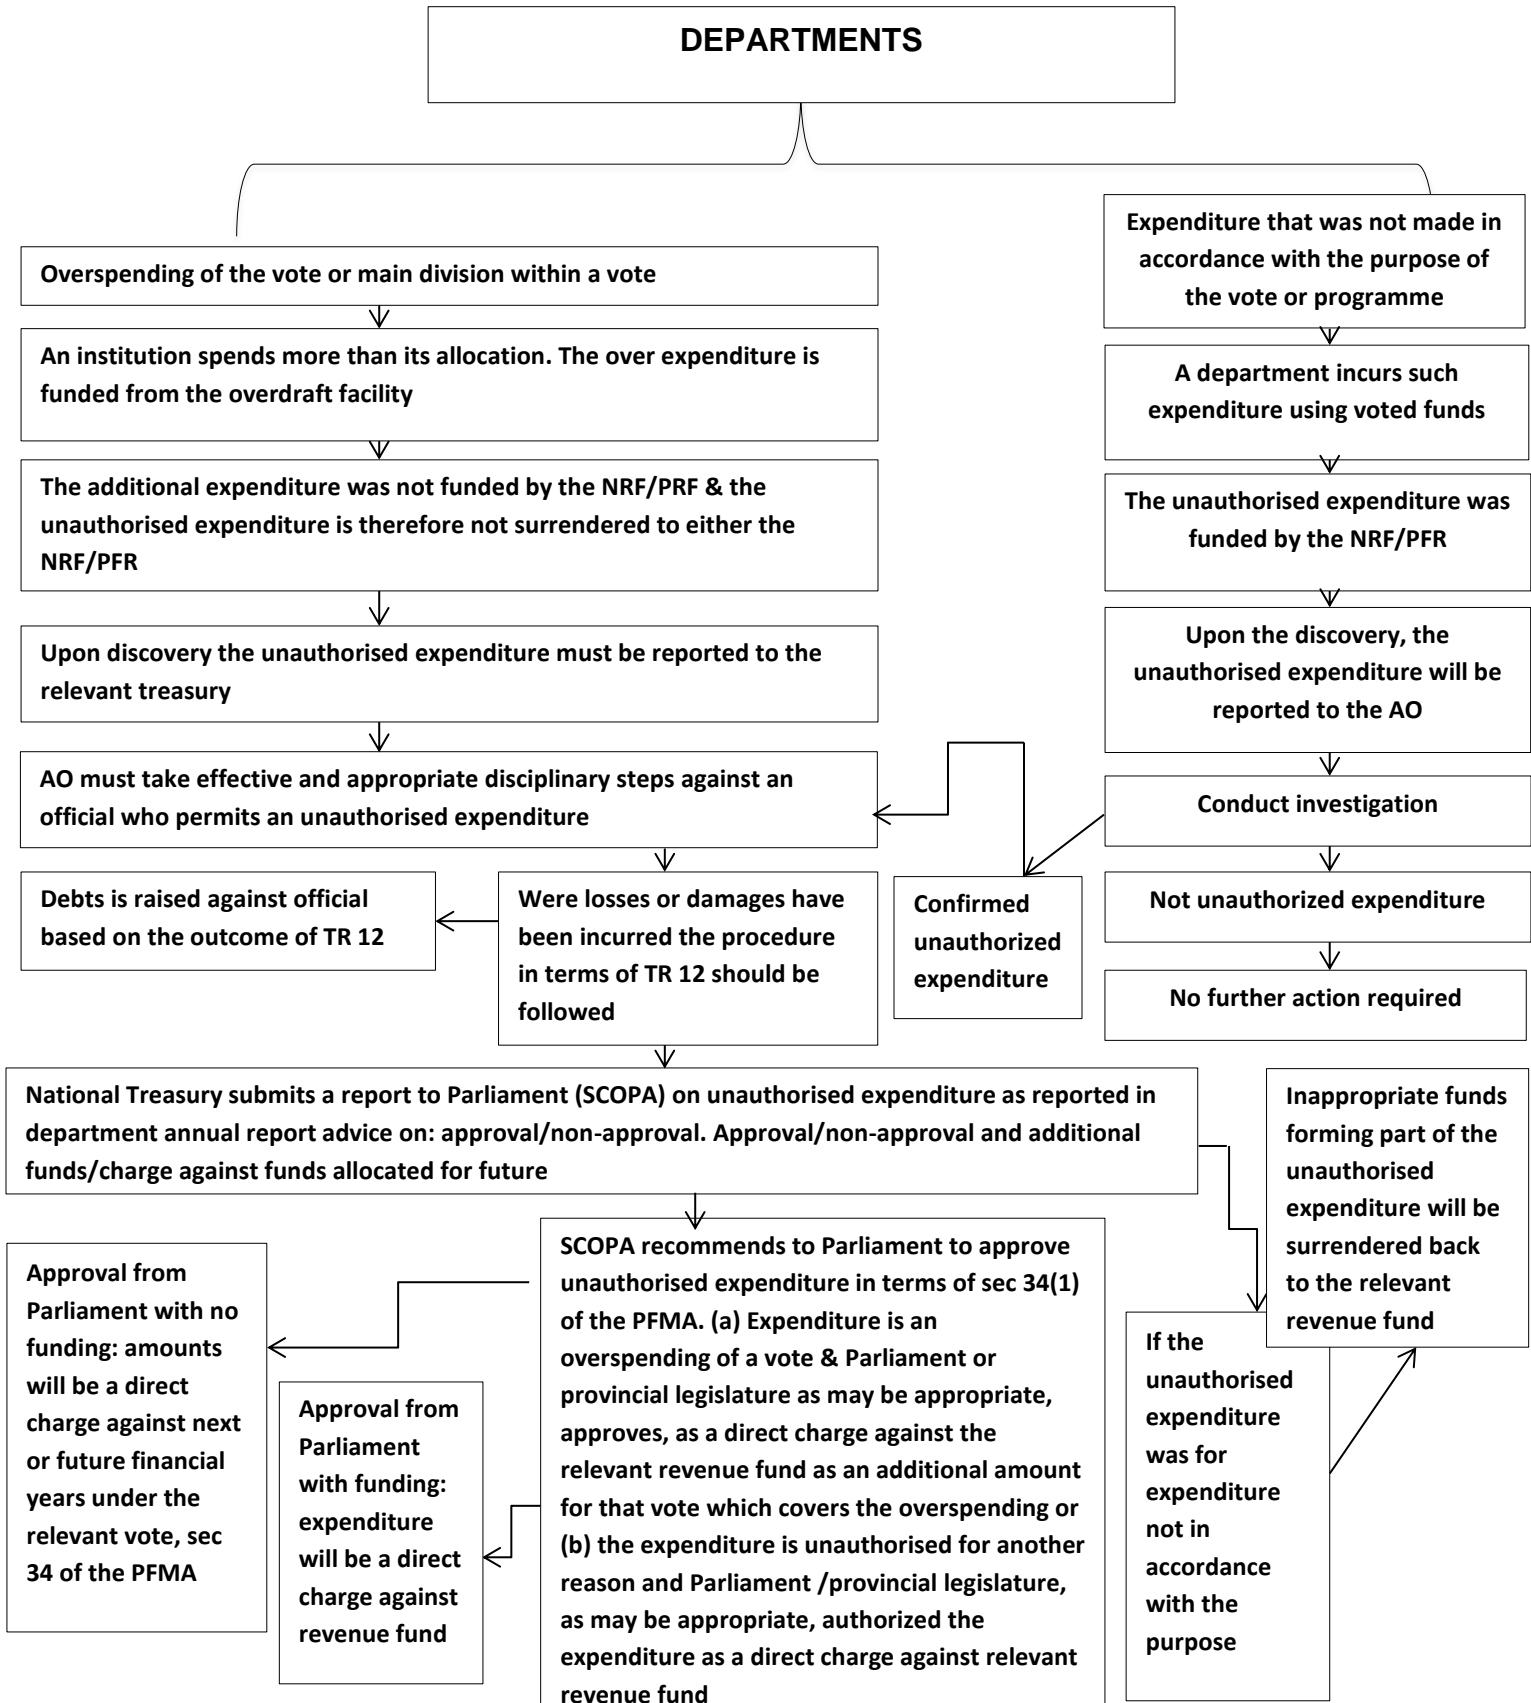 DEPARTMENTS
Overspending of the vote or main division within a vote
An institution spends more than its allocation. The over expenditure is
funded from the overdraft facility
The additional expenditure was not funded by the NRF/PRF & the
unauthorised expenditure is therefore not surrendered to either the
NRF/PFR
Upon discovery the unauthorised expenditure must be reported to the
relevant treasury
AO must take effective and appropriate disciplinary steps against an
official who permits an unauthorised expenditure
Debts is raised against official
based on the outcome of TR 12
Were losses or damages have
been incurred the procedure
in terms of TR 12 should be
followed
Expenditure that was not made in
accordance with the purpose of
the vote or programme
A department incurs such
expenditure using voted funds
The unauthorised expenditure was
funded by the NRF/PFR
Upon the discovery, the
unauthorised expenditure will be
reported to the AO
Conduct investigation
Confirmed
unauthorized
expenditure
Not unauthorized expenditure
No further action required
National Treasury submits a report to Parliament (SCOPA) on unauthorised expenditure as reported in
department annual report advice on: approval/non-approval. Approval/non-approval and additional
funds/charge against funds allocated for future
Approval from
Parliament with no
funding: amounts
will be a direct
charge against next
or future financial
years under the
relevant vote, sec
34 of the PFMA
Approval from
Parliament
with funding:
expenditure
will be a direct
charge against
revenue fund
SCOPA recommends to Parliament to approve
unauthorised expenditure in terms of sec 34(1)
of the PFMA. (a) Expenditure is an
overspending of a vote & Parliament or
provincial legislature as may be appropriate,
approves, as a direct charge against the
relevant revenue fund as an additional amount
for that vote which covers the overspending or
(b) the expenditure is unauthorised for another
reason and Parliament /provincial legislature,
as may be appropriate, authorized the
expenditure as a direct charge against relevant
revenue fund
If the
unauthorised
expenditure
was for
expenditure
not in
accordance
with the
purpose
Inappropriate funds
forming part of the
unauthorised
expenditure will be
surrendered back
to the relevant
revenue fund